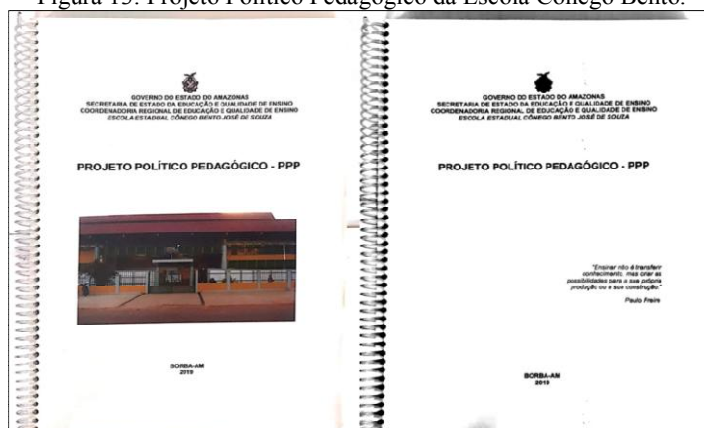 Figura 13: Projeto Político Pedagógico da Escola Cônego Bento.
GOVERNO DO ESTADO DO AMAZONAS
SECRETARIA DE ESTADO DA EDUCAÇÃO E QUALIDADE DE ENSINO
COORDENADORIA REGIONAL DE EDUCAÇÃO E QUALIDADE DE ENSINO
ESCOLA ESTADUAL CÔNEGO BENTO JOSÉ DE SOUZA
PROJETO POLÍTICO PEDAGÓGICO - PPP
BORBA-AM
2019
GOVERNO DO ESTADO DO AMAZONAS
SECRETARIA DE ESTADO DA EDUCAÇÃO E QUALIDADE DE ENSINO
COORDENADORIA REGIONAL DE EDUCAÇÃO E QUALIDADE DE ENSINO
ESCOLA ESTADUAL CÔNEGO BENTO JOSÉ DE SOUZA
PROJETO POLÍTICO PEDAGÓGICO - PPP
"Ensinar não é transferir
conhecimento, mas criar as
possibilidades para a sua própria
produção ou a sua construção."
Paulo Freire
BORBA-AM
2019